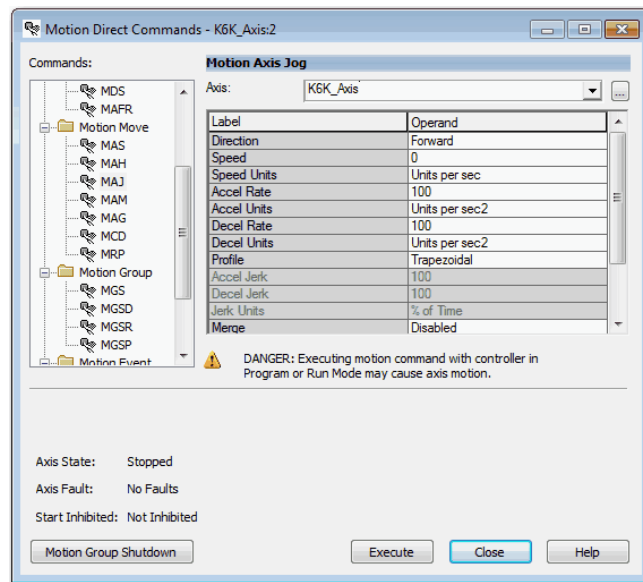 Motion Direct Commands - K6K_Axis:2
Commands:
MDS
MAFR
Motion Move
MAS
MAH
MAJ
MAM
MAG
MCD
MRP
Motion Group
MGS
MGSD
MGSR
MGSP
Motion Event
Motion Axis Jog
Axis: K6K_Axis ...
Label Operand
Direction Forward
Speed 0
Speed Units Units per sec
Accel Rate 100
Accel Units Units per sec2
Decel Rate 100
Decel Units Units per sec2
Profile Trapezoidal
Accel Jerk 100
Decel Jerk 100
Jerk Units % of Time
Merge Disabled
DANGER: Executing motion command with controller in
Program or Run Mode may cause axis motion.
Axis State: Stopped
Axis Fault: No Faults
Start Inhibited: Not Inhibited
Motion Group Shutdown Execute Close Help